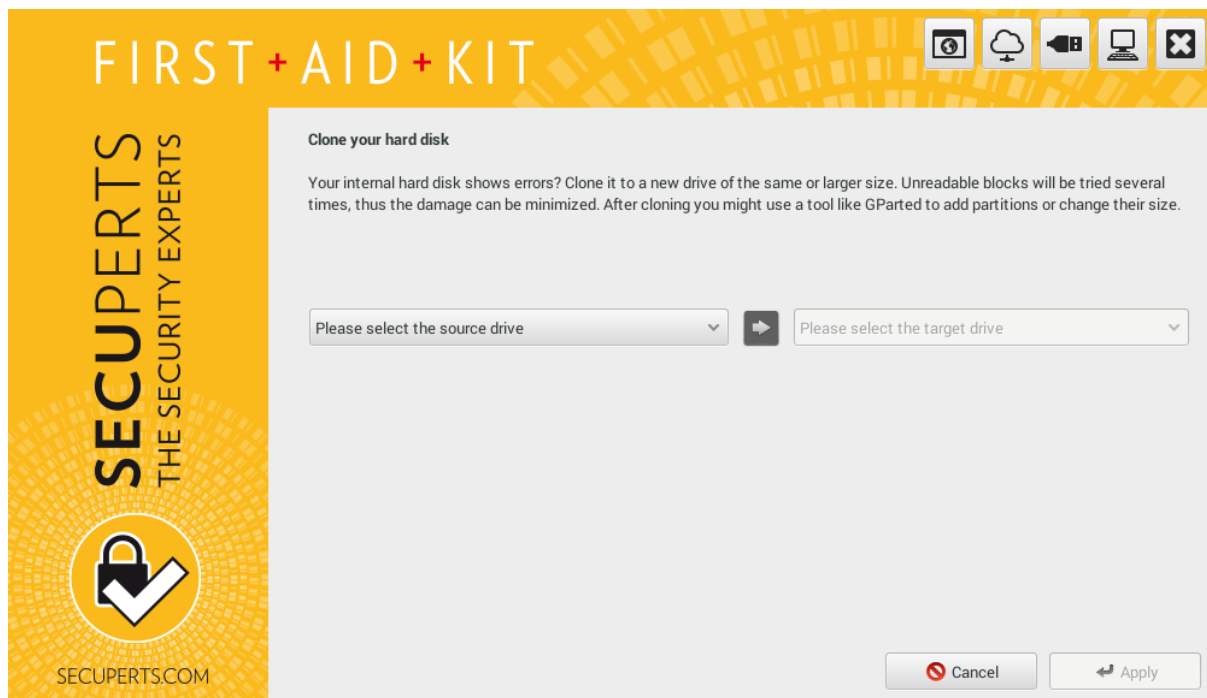 FIRST+AID+KIT
SECUPERTS
THE SECURITY EXPERTS
SECUPERTS.COM
Clone your hard disk
Your internal hard disk shows errors? Clone it to a new drive of the same or larger size. Unreadable blocks will be tried several
times, thus the damage can be minimized. After cloning you might use a tool like GParted to add partitions or change their size.
Please select the source drive
Please select the target drive
Cancel
Apply